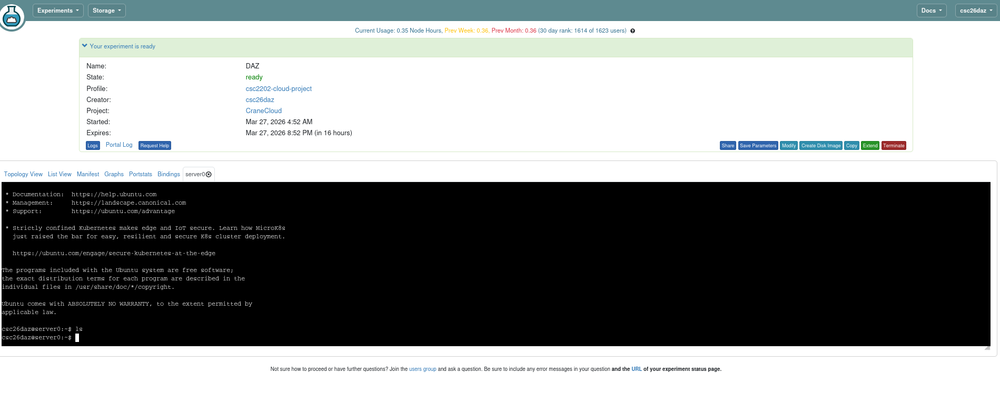 Experiments Storage Docs csc26daz
Current Usage: 0.35 Node Hours, Prev Week: 0.36, Prev Month: 0.36 (30 day rank: 1614 of 1623 users) ?
Your experiment is ready
Name: DAZ
State: ready
Profile: csc2202-cloud-project
Creator: csc26daz
Project: CraneCloud
Started: Mar 27, 2026 4:52 AM
Expires: Mar 27, 2026 8:52 PM (in 16 hours)
Logs Portal Log Request Help Share Save Parameters Modify Create Disk Image Copy Extend Terminate
Topology View List View Manifest Graphs Portstats Bindings server0
* Documentation: https://help.ubuntu.com
* Management: https://landscape.canonical.com
* Support: https://ubuntu.com/advantage
* Strictly confined Kubernetes makes edge and IoT secure. Learn how MicroK8s
just raised the bar for easy, resilient and secure K8s cluster deployment.
https://ubuntu.com/engage/secure-kubernetes-at-the-edge
The programs included with the Ubuntu system are free software;
the exact distribution terms for each program are described in the
individual files in /usr/share/doc/*/copyright.
Ubuntu comes with ABSOLUTELY NO WARRANTY, to the extent permitted by
applicable law.
csc26daz@server0:~$ ls
csc26daz@server0:~$
Not sure how to proceed or have further questions? Join the users group and ask a question. Be sure to include any error messages in your question and the URL of your experiment status page.